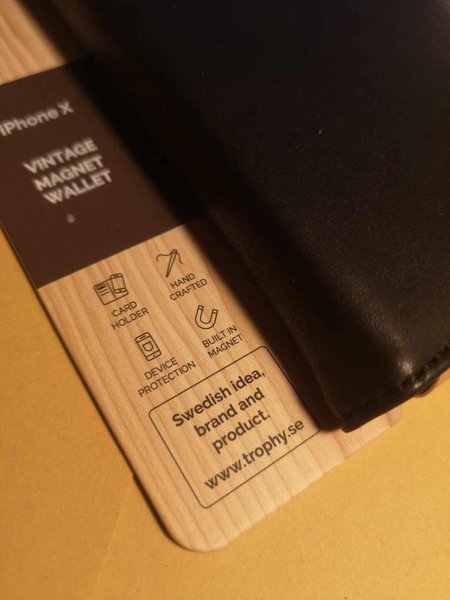 iPhone X
VINTAGE
MAGNET
WALLET
CARD
HOLDER
HAND
CRAFTED
DEVICE
PROTECTION
BUILT IN
MAGNET
Swedish idea,
brand and
product.
www.trophy.se